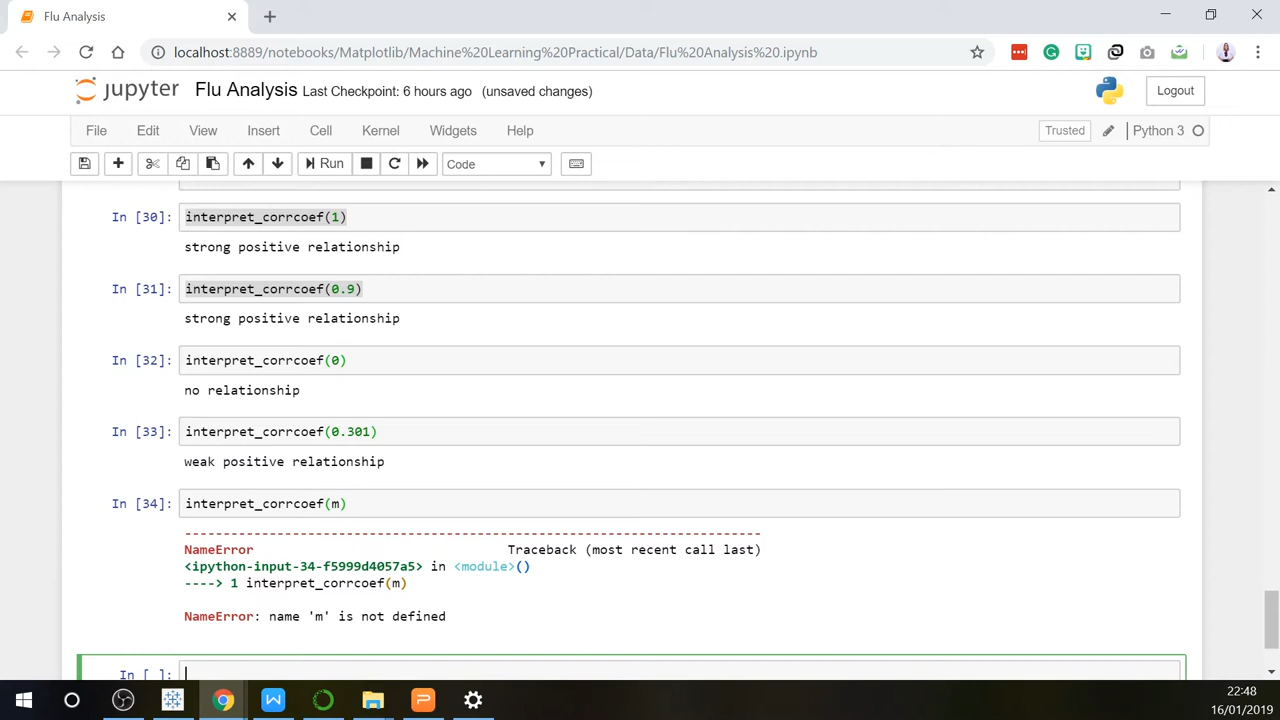 Flu Analysis
localhost:8889/notebooks/Matplotlib/Machine%20Learning%20Practical/Data/Flu%20Analysis%20.ipynb
jupyter Flu Analysis Last Checkpoint: 6 hours ago (unsaved changes) Logout
File Edit View Insert Cell Kernel Widgets Help Trusted Python 3
Run Code
In [30]: interpret_corrcoef(1)
strong positive relationship
In [31]: interpret_corrcoef(0.9)
strong positive relationship
In [32]: interpret_corrcoef(0)
no relationship
In [33]: interpret_corrcoef(0.301)
weak positive relationship
In [34]: interpret_corrcoef(m)
---------------------------------------------------------------------------
NameError Traceback (most recent call last)
<ipython-input-34-f5999d4057a5> in <module>()
----> 1 interpret_corrcoef(m)
NameError: name 'm' is not defined
In [ ]:
22:48
16/01/2019